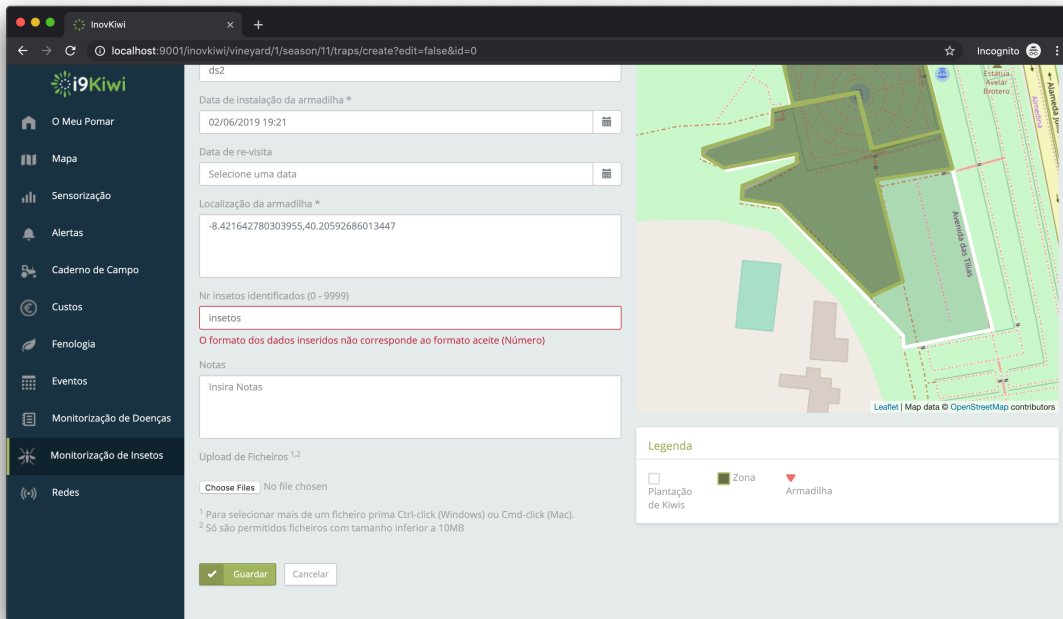 InovKiwi
localhost:9001/inovkiwi/vineyard/1/season/11/traps/create?edit=false&id=0
Incognito
i9Kiwi
O Meu Pomar
Mapa
Sensorização
Alertas
Caderno de Campo
Custos
Fenologia
Eventos
Monitorização de Doenças
Monitorização de Insetos
Redes
ds2
Data de instalação da armadilha *
02/06/2019 19:21
Data de re-visita
Selecione uma data
Localização da armadilha *
-8.421642780303955,40.20592686013447
Nr insetos identificados (0 - 9999)
insetos
O formato dos dados inseridos não corresponde ao formato aceite (Número)
Notas
Insira Notas
Upload de Ficheiros 1,2
Choose Files No file chosen
1 Para selecionar mais de um ficheiro prima Ctrl-click (Windows) ou Cmd-click (Mac).
2 Só são permitidos ficheiros com tamanho inferior a 10MB
Guardar
Cancelar
Estátua
Avelar
Brotero
Almedina
Alameda
Avenida das Tílias
Leaflet | Map data © OpenStreetMap contributors
Legenda
Plantação
de Kiwis
Zona
Armadilha